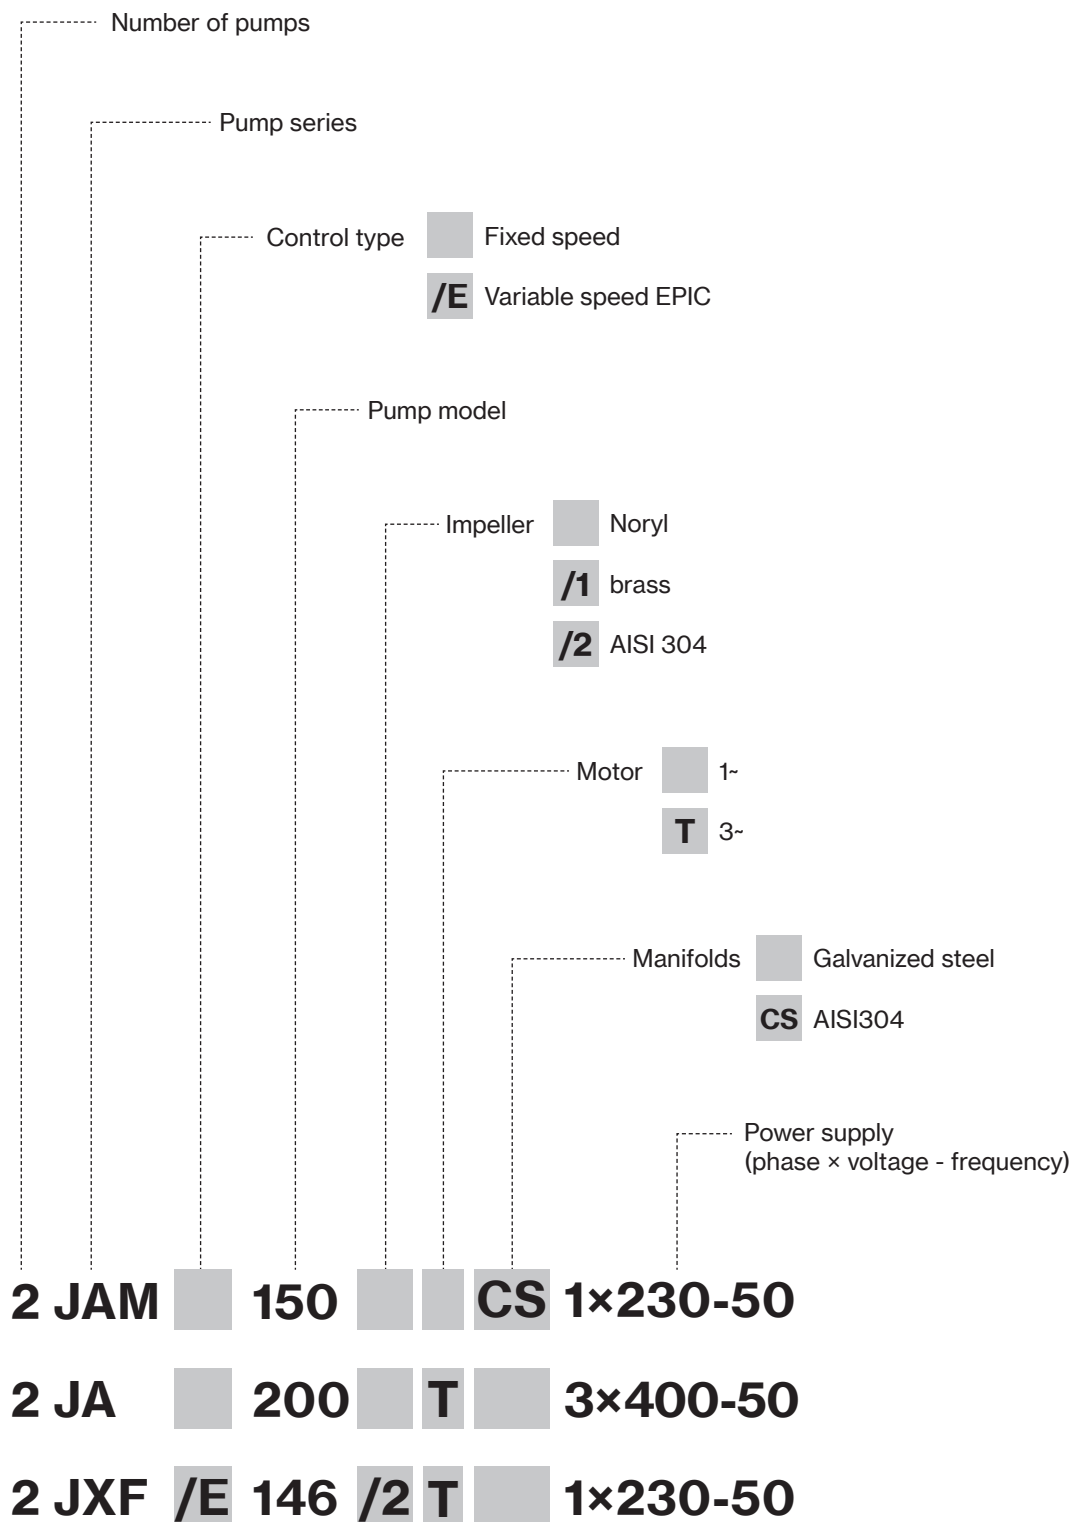 Number of pumps
Pump series
Control type Fixed speed
/E Variable speed EPIC
Pump model
Impeller Noryl
/1 brass
/2 AISI 304
Motor 1~
T 3~
Manifolds Galvanized steel
CS AISI304
Power supply
(phase × voltage - frequency)
2 JAM 150 CS 1×230-50
2 JA 200 T 3×400-50
2 JXF /E 146 /2 T 1×230-50